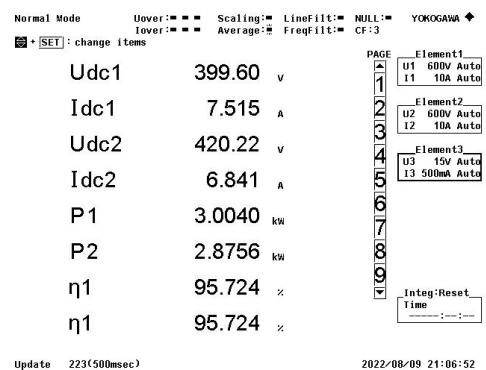 Normal Mode Uover:■ ■ ■ Scaling:■ LineFilt:■ NULL:■ YOKOGAWA ◆
Iover:■ ■ ■ Average:■ FreqFilt:■ CF:3
+ SET : change items
PAGE
Udc1 399.60 V
Idc1 7.515 A
Udc2 420.22 V
Idc2 6.841 A
P1 3.0040 kW
P2 2.8756 kW
η1 95.724 %
η1 95.724 %
1
2
3
4
5
6
7
8
9
Element1
U1 600V Auto
I1 10A Auto
Element2
U2 600V Auto
I2 10A Auto
Element3
U3 15V Auto
I3 500mA Auto
Integ:Reset
Time
-----:--:--
Update 223(500msec) 2022/08/09 21:06:52